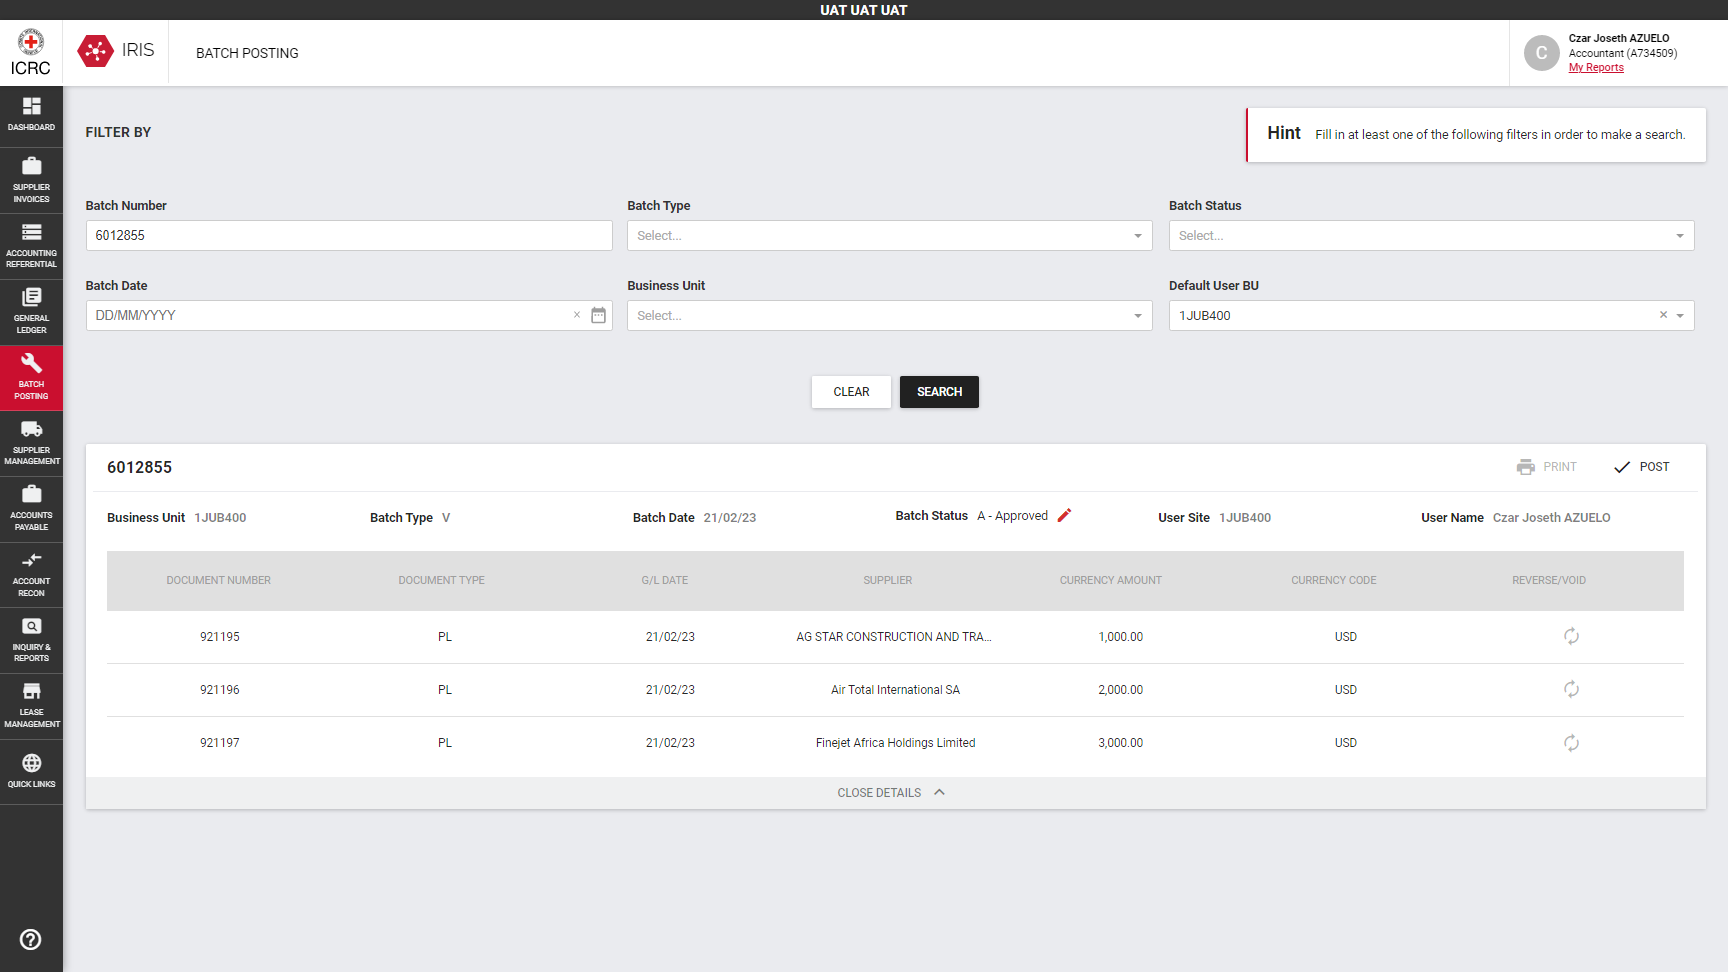 UAT UAT UAT
ICRC
IRIS
BATCH POSTING
C
Czar Joseth AZUELO
Accountant (A734509)
My Reports
DASHBOARD
SUPPLIER
INVOICES
ACCOUNTING
REFERENTIAL
GENERAL
LEDGER
BATCH
POSTING
SUPPLIER
MANAGEMENT
ACCOUNTS
PAYABLE
ACCOUNT
RECON
INQUIRY &
REPORTS
LEASE
MANAGEMENT
QUICK LINKS
FILTER BY
Hint Fill in at least one of the following filters in order to make a search.
Batch Number Batch Type Batch Status
6012855 Select... Select...
Batch Date Business Unit Default User BU
DD/MM/YYYY × Select... 1JUB400 ×
CLEAR SEARCH
6012855 PRINT POST
Business Unit 1JUB400 Batch Type V Batch Date 21/02/23 Batch Status A - Approved User Site 1JUB400 User Name Czar Joseth AZUELO
DOCUMENT NUMBER DOCUMENT TYPE G/L DATE SUPPLIER CURRENCY AMOUNT CURRENCY CODE REVERSE/VOID
921195 PL 21/02/23 AG STAR CONSTRUCTION AND TRA... 1,000.00 USD
921196 PL 21/02/23 Air Total International SA 2,000.00 USD
921197 PL 21/02/23 Finejet Africa Holdings Limited 3,000.00 USD
CLOSE DETAILS